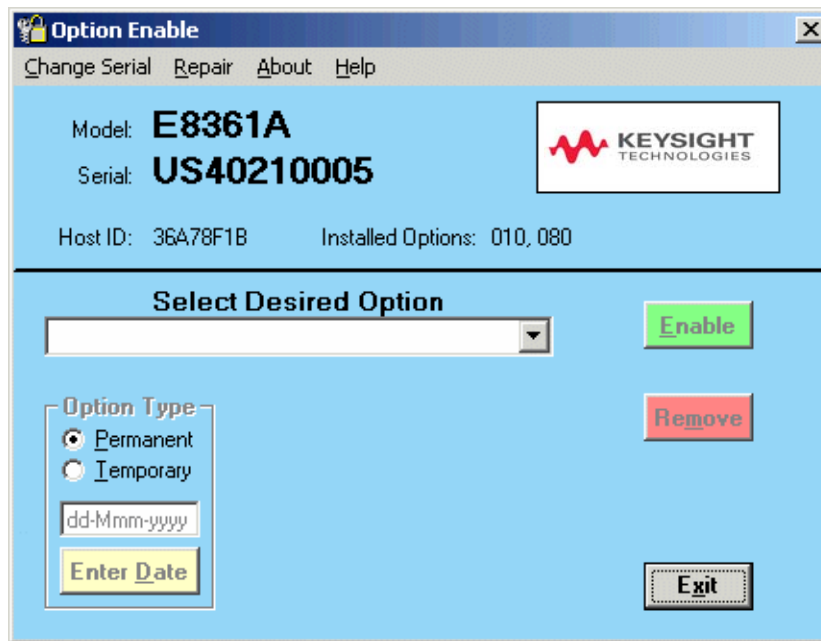 Option Enable
Change Serial Repair About Help
Model: E8361A
KEYSIGHT
TECHNOLOGIES
Serial: US40210005
Host ID: 36A78F1B Installed Options: 010, 080
Select Desired Option
Enable
Option Type
Remove
Permanent
Temporary
dd-Mmm-yyyy
Enter Date
Exit